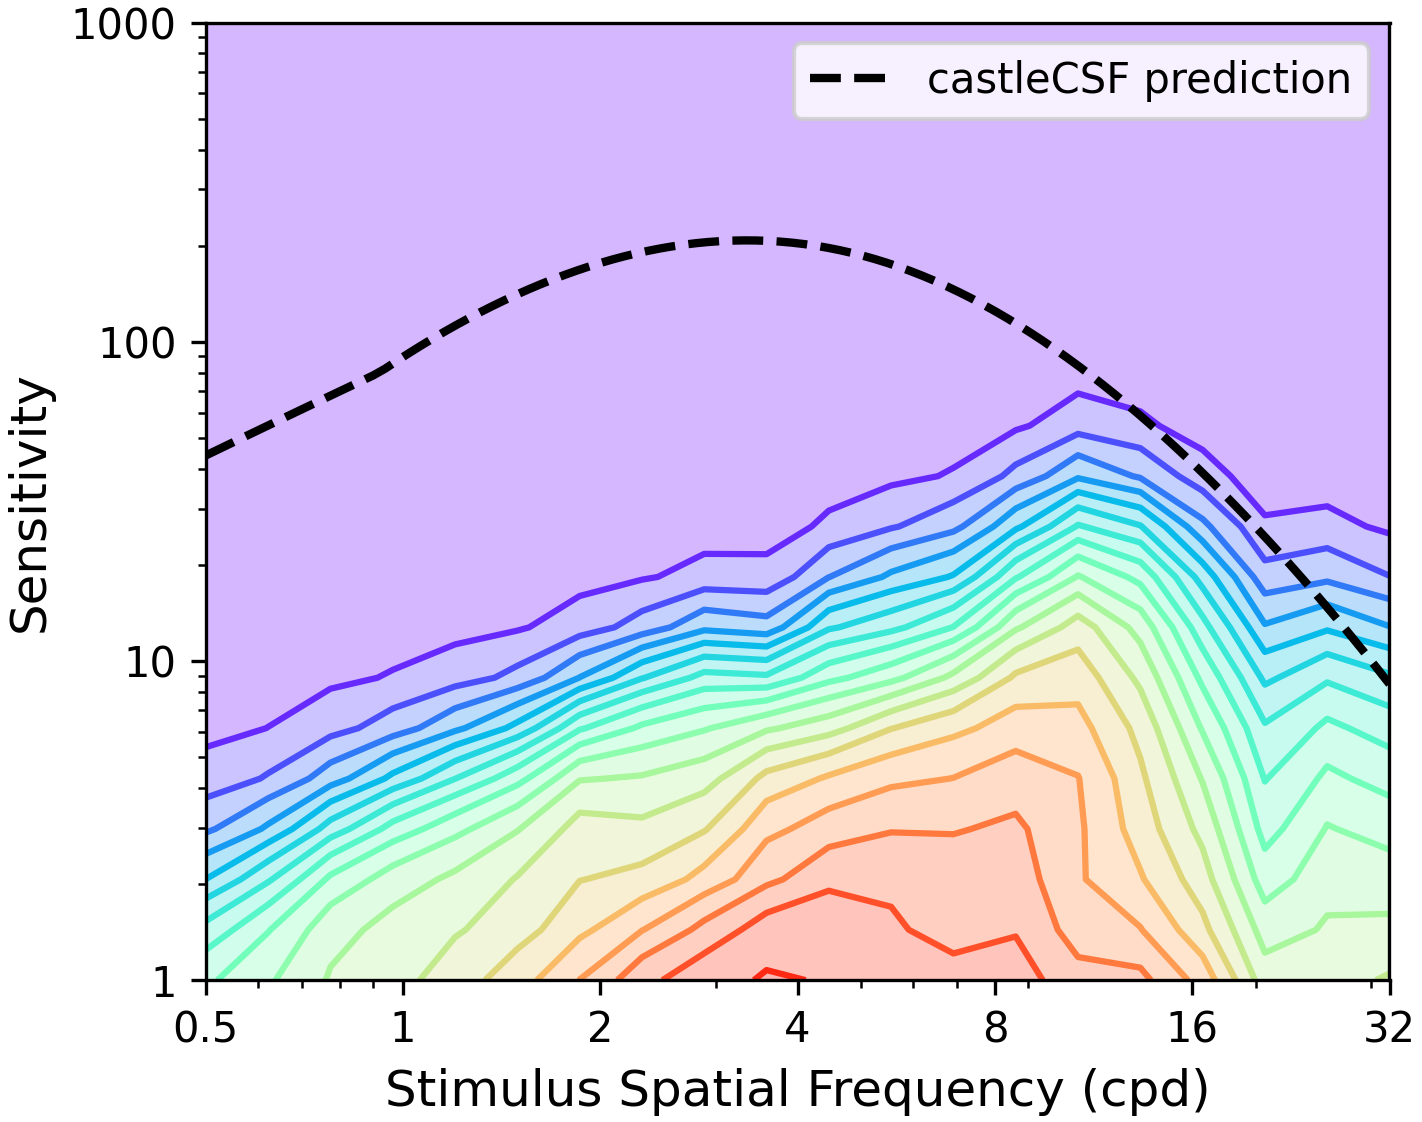 1000
castleCSF prediction
100
Sensitivity
10
1
0.5 1 2 4 8 16 32
Stimulus Spatial Frequency (cpd)